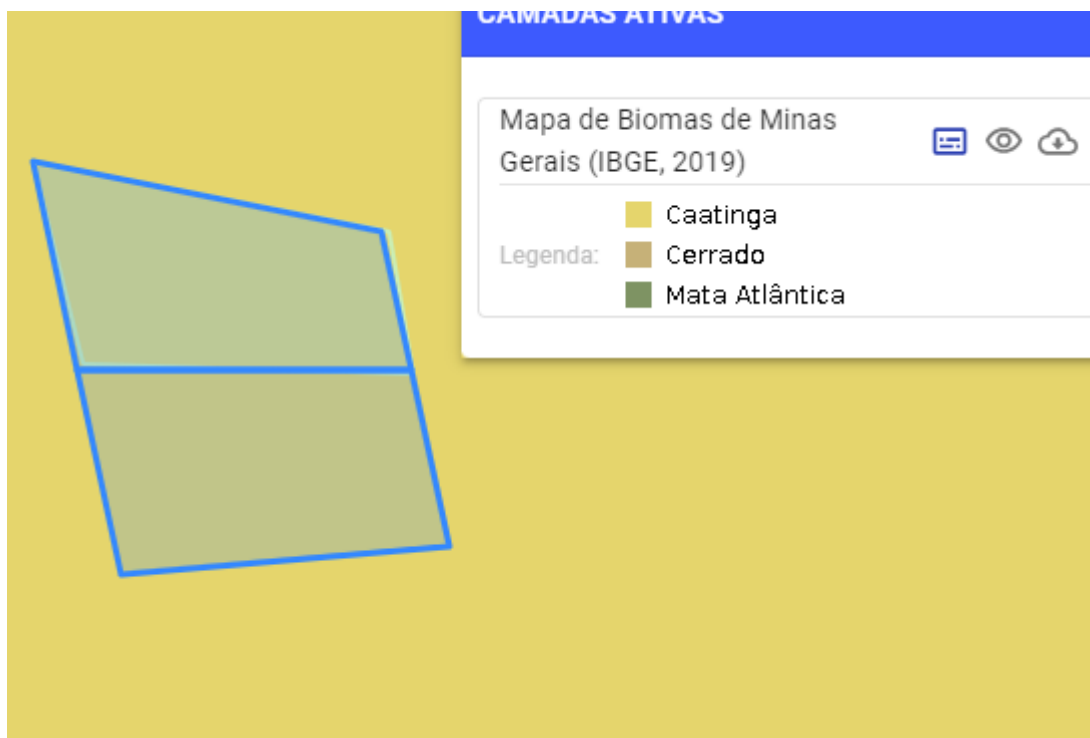 CAMADAS ATIVAS
Mapa de Biomas de Minas
Gerais (IBGE, 2019)
Legenda:
Caatinga
Cerrado
Mata Atlântica